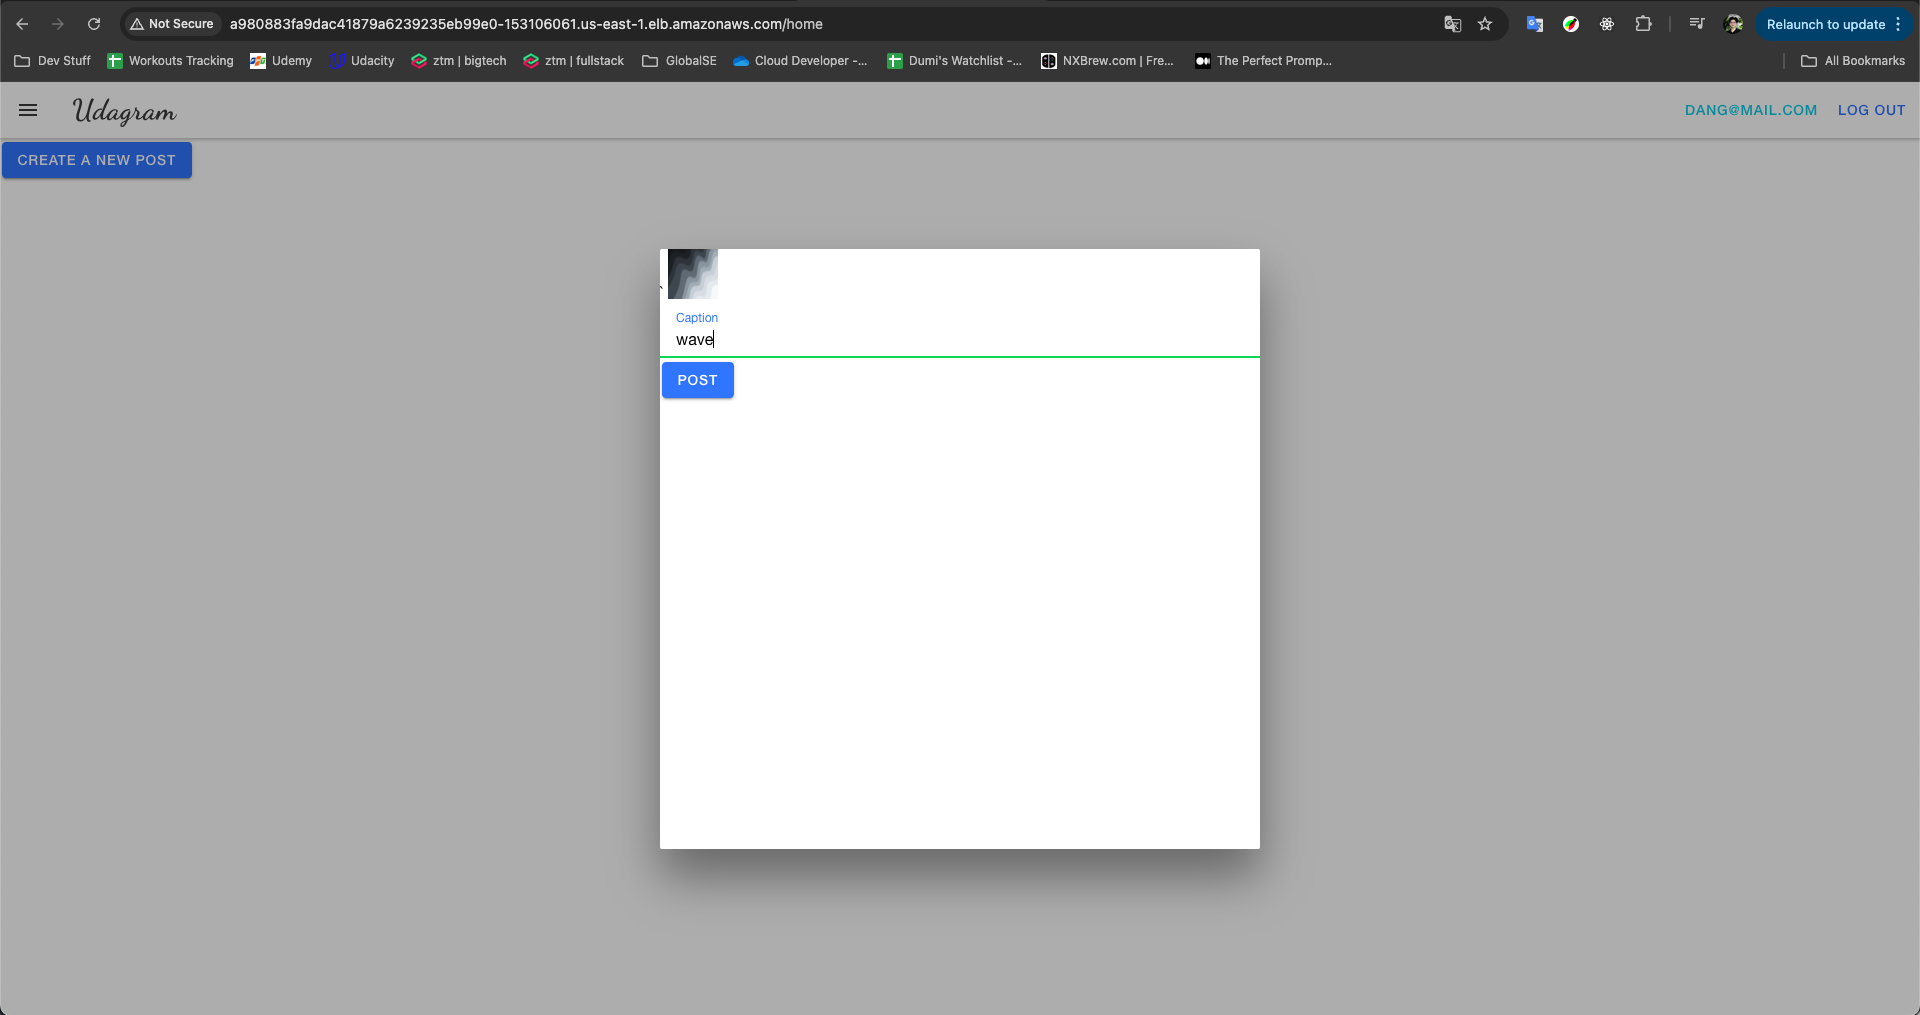 Not Secure a980883fa9dac41879a6239235eb99e0-153106061.us-east-1.elb.amazonaws.com/home Relaunch to update
Dev Stuff Workouts Tracking Udemy Udacity ztm | bigtech ztm | fullstack GlobalSE Cloud Developer -... Dumi's Watchlist -... NXBrew.com | Fre... The Perfect Promp... All Bookmarks
Udagram DANG@MAIL.COM LOG OUT
CREATE A NEW POST
Caption
wave
POST